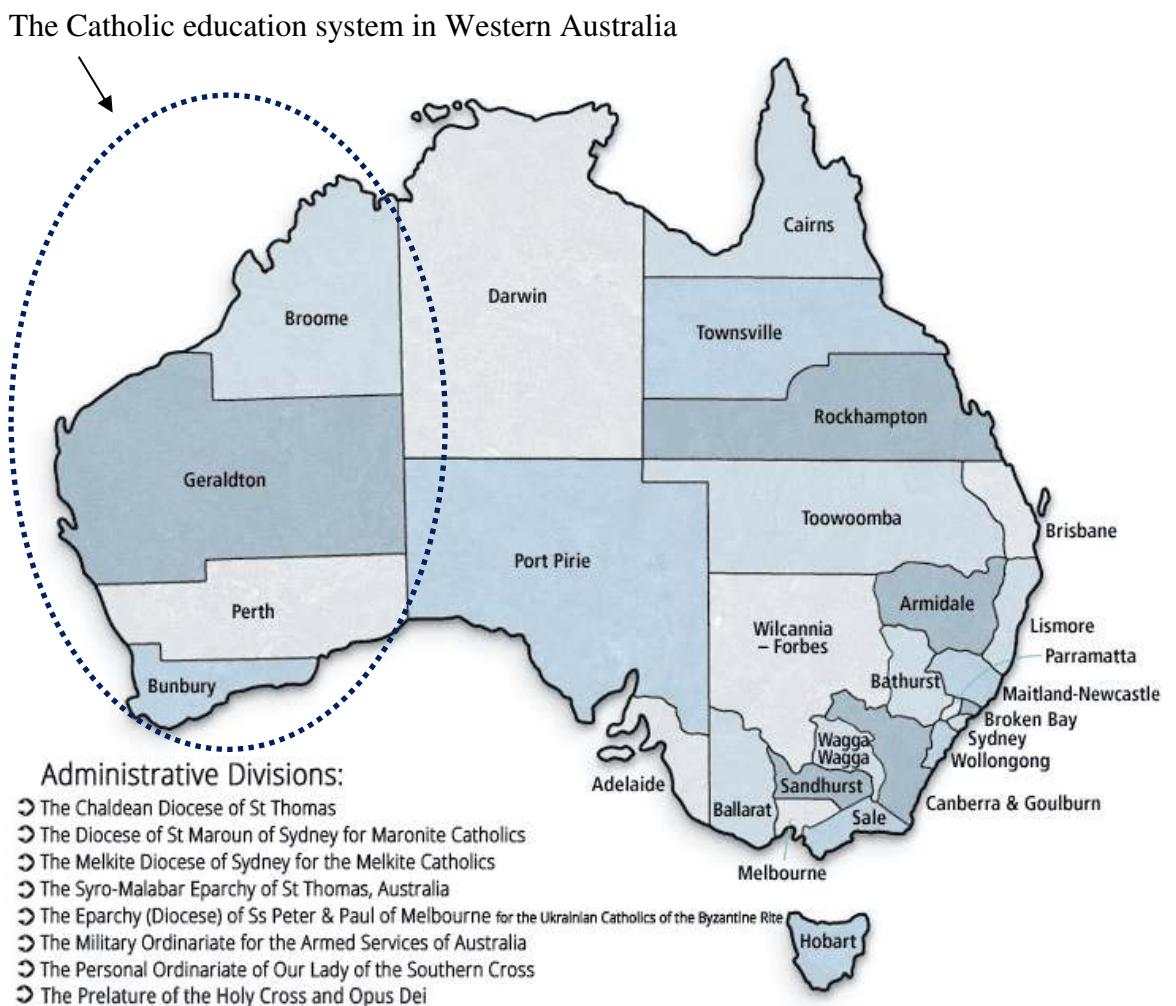 The Catholic education system in Western Australia
Cairns
Darwin
Broome
Townsville
Rockhampton
Geraldton
Toowoomba
Brisbane
Port Pirie
Armidale
Perth
Wilcannia
– Forbes
Lismore
Parramatta
Bathurst
Bunbury
Maitland-Newcastle
Broken Bay
Sydney
Wagga
Wagga
Wollongong
Adelaide
Sandhurst
Ballarat
Canberra & Goulburn
Sale
Melbourne
Hobart
Administrative Divisions:
The Chaldean Diocese of St Thomas
The Diocese of St Maroun of Sydney for Maronite Catholics
The Melkite Diocese of Sydney for the Melkite Catholics
The Syro-Malabar Eparchy of St Thomas, Australia
The Eparchy (Diocese) of Ss Peter & Paul of Melbourne for the Ukrainian Catholics of the Byzantine Rite
The Military Ordinariate for the Armed Services of Australia
The Personal Ordinariate of Our Lady of the Southern Cross
The Prelature of the Holy Cross and Opus Dei